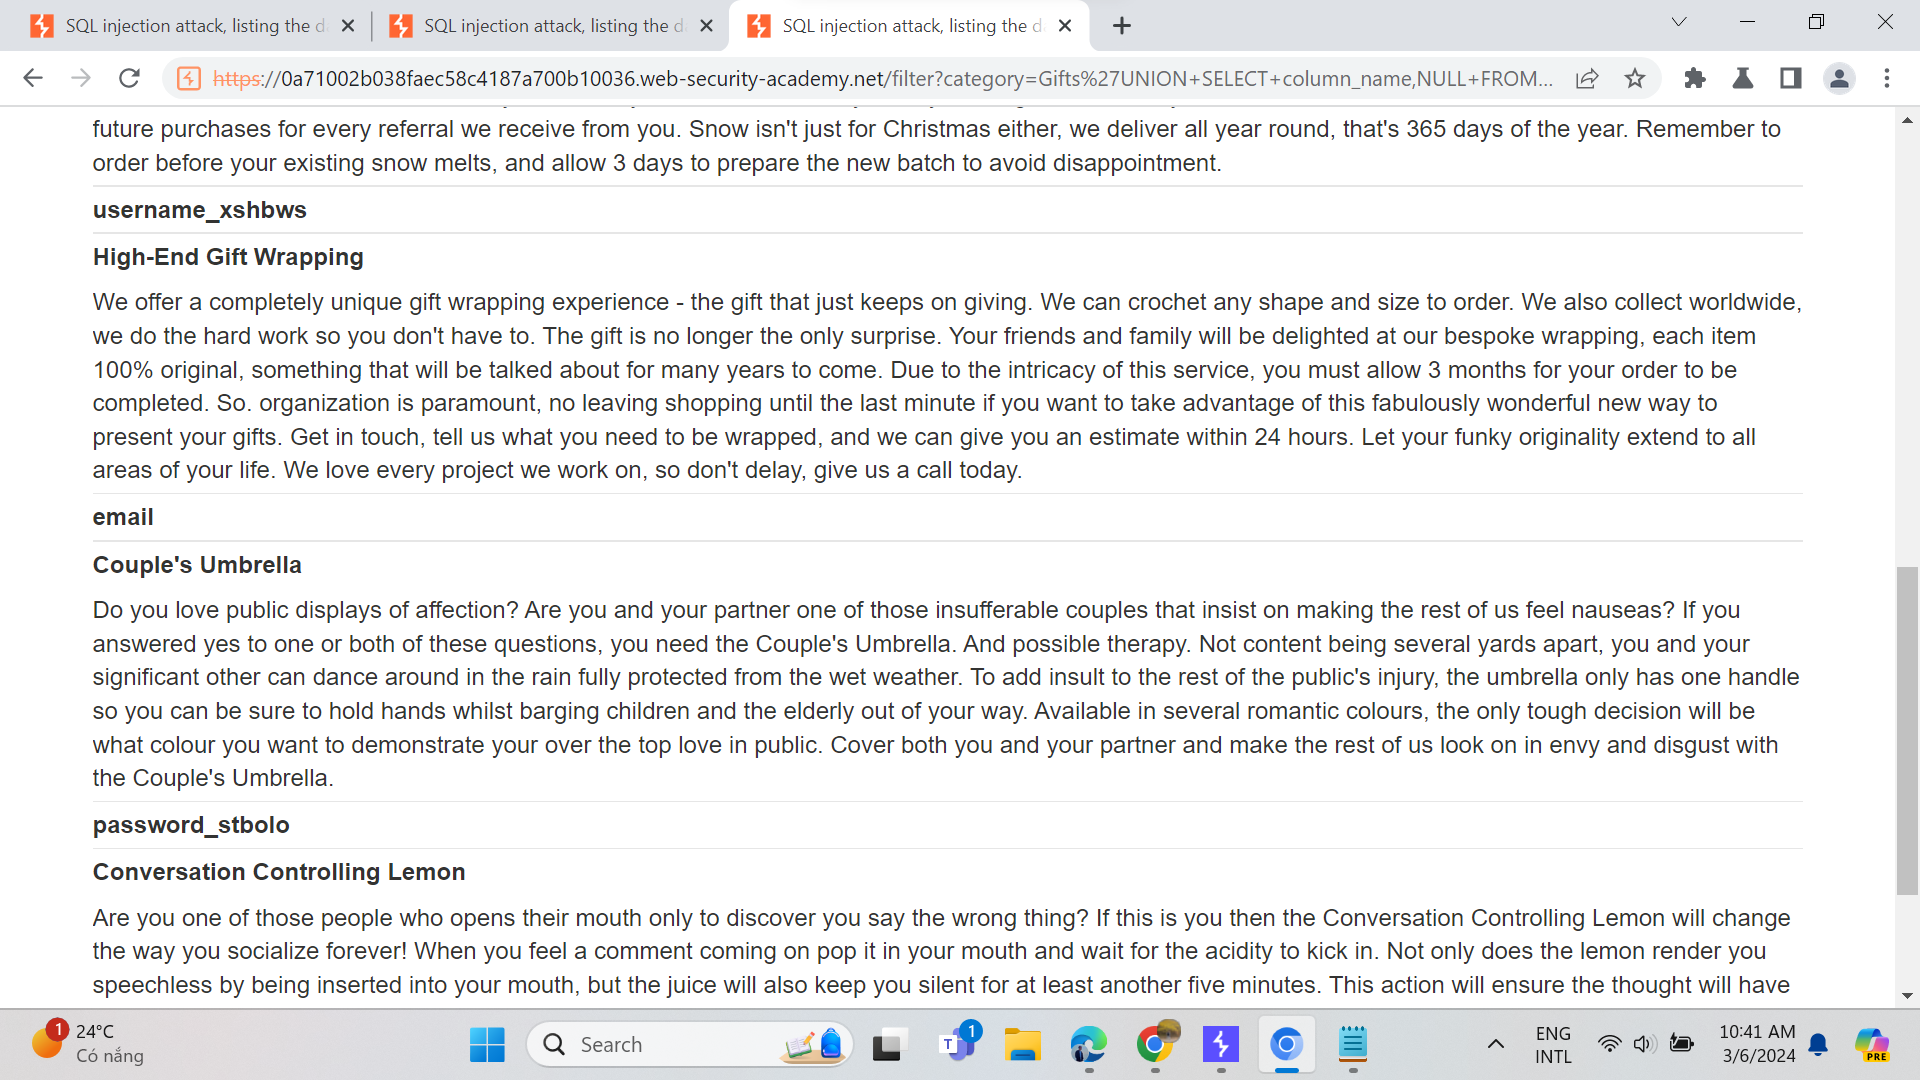 SQL injection attack, listing the d
SQL injection attack, listing the d
SQL injection attack, listing the d
https://0a71002b038faec58c4187a700b10036.web-security-academy.net/filter?category=Gifts%27UNION+SELECT+column_name,NULL+FROM...
future purchases for every referral we receive from you. Snow isn't just for Christmas either, we deliver all year round, that's 365 days of the year. Remember to
order before your existing snow melts, and allow 3 days to prepare the new batch to avoid disappointment.
username_xshbws
High-End Gift Wrapping
We offer a completely unique gift wrapping experience - the gift that just keeps on giving. We can crochet any shape and size to order. We also collect worldwide,
we do the hard work so you don't have to. The gift is no longer the only surprise. Your friends and family will be delighted at our bespoke wrapping, each item
100% original, something that will be talked about for many years to come. Due to the intricacy of this service, you must allow 3 months for your order to be
completed. So. organization is paramount, no leaving shopping until the last minute if you want to take advantage of this fabulously wonderful new way to
present your gifts. Get in touch, tell us what you need to be wrapped, and we can give you an estimate within 24 hours. Let your funky originality extend to all
areas of your life. We love every project we work on, so don't delay, give us a call today.
email
Couple's Umbrella
Do you love public displays of affection? Are you and your partner one of those insufferable couples that insist on making the rest of us feel nauseas? If you
answered yes to one or both of these questions, you need the Couple's Umbrella. And possible therapy. Not content being several yards apart, you and your
significant other can dance around in the rain fully protected from the wet weather. To add insult to the rest of the public's injury, the umbrella only has one handle
so you can be sure to hold hands whilst barging children and the elderly out of your way. Available in several romantic colours, the only tough decision will be
what colour you want to demonstrate your over the top love in public. Cover both you and your partner and make the rest of us look on in envy and disgust with
the Couple's Umbrella.
password_stbolo
Conversation Controlling Lemon
Are you one of those people who opens their mouth only to discover you say the wrong thing? If this is you then the Conversation Controlling Lemon will change
the way you socialize forever! When you feel a comment coming on pop it in your mouth and wait for the acidity to kick in. Not only does the lemon render you
speechless by being inserted into your mouth, but the juice will also keep you silent for at least another five minutes. This action will ensure the thought will have
1
24°C
Có nắng
Search
T
1
PRE
ENG
INTL
10:41 AM
3/6/2024